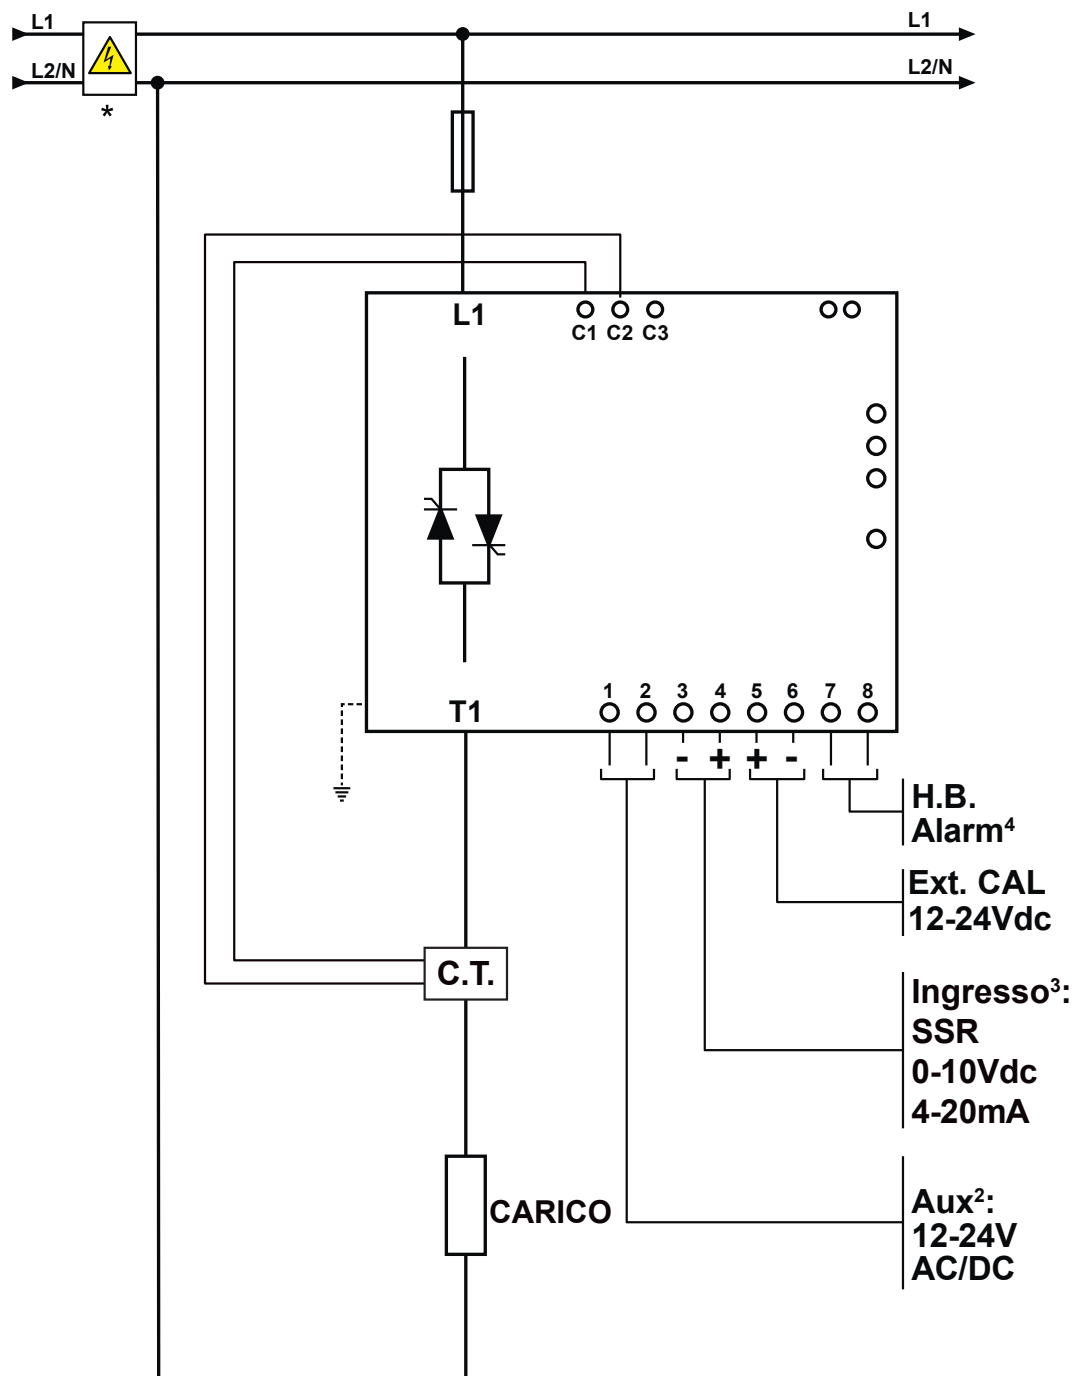 L1
L1
L2/N
L2/N
*
L1
C1 C2 C3
T1
1 2 3 4 5 6 7 8
- + + -
H.B.
Alarm⁴
Ext. CAL
12-24Vdc
C.T.
Ingresso³:
SSR
0-10Vdc
4-20mA
CARICO
Aux²:
12-24V
AC/DC